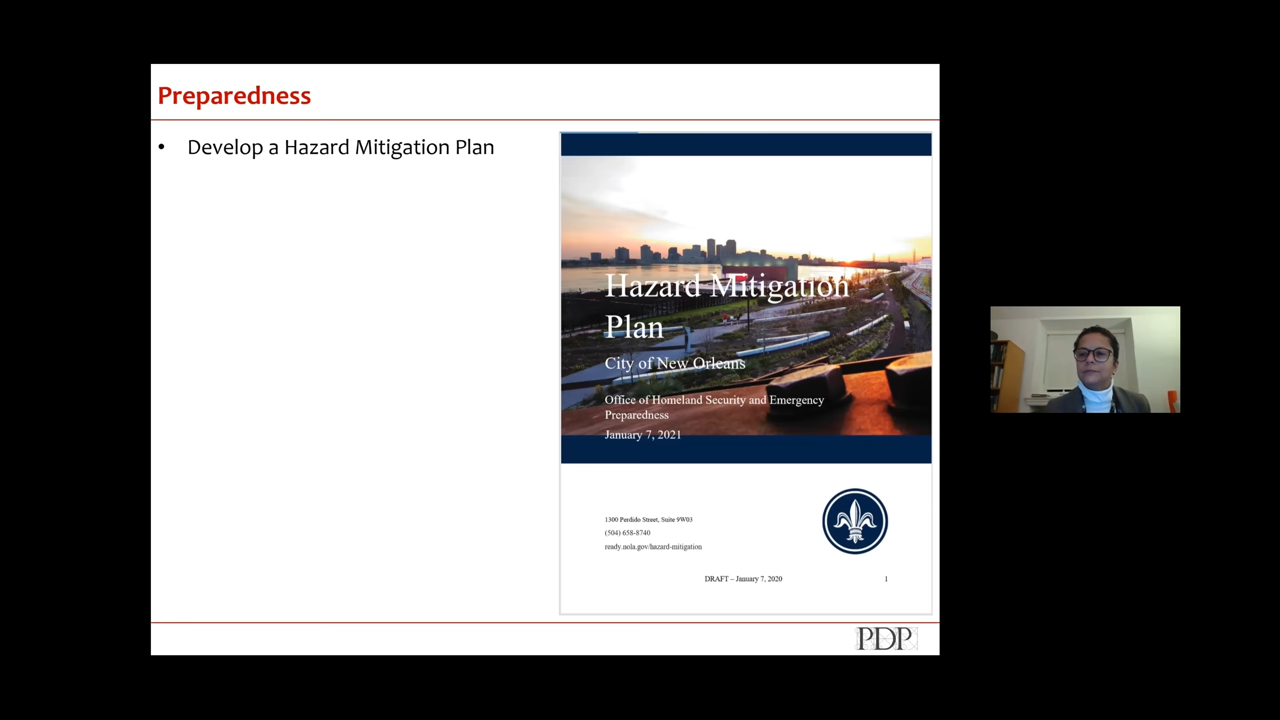 Preparedness
• Develop a Hazard Mitigation Plan
Hazard Mitigation
Plan
City of New Orleans
Office of Homeland Security and Emergency
Preparedness
January 7, 2021
1300 Perdido Street, Suite 9W03
(504) 658-8740
ready.nola.gov/hazard-mitigation
DRAFT – January 7, 2020 1
PDP